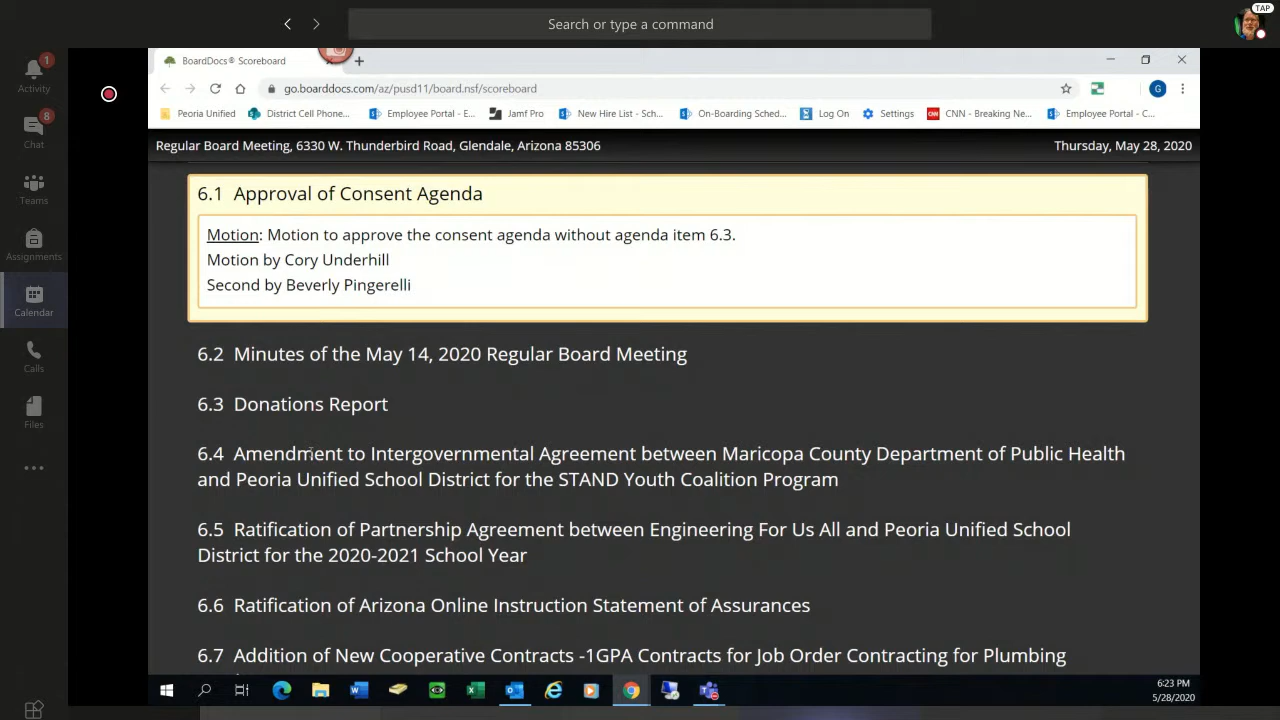 Search or type a command
TAP
1
Activity
8
Chat
Teams
Assignments
Calendar
Calls
Files
BoardDocs® Scoreboard
go.boarddocs.com/az/pusd11/board.nsf/scoreboard
G
Peoria Unified
District Cell Phone...
Employee Portal - E...
Jamf Pro
New Hire List - Sch...
On-Boarding Sched...
Log On
Settings
CNN - Breaking Ne...
Employee Portal - C...
Regular Board Meeting, 6330 W. Thunderbird Road, Glendale, Arizona 85306
Thursday, May 28, 2020
6.1 Approval of Consent Agenda
Motion: Motion to approve the consent agenda without agenda item 6.3.
Motion by Cory Underhill
Second by Beverly Pingerelli
6.2 Minutes of the May 14, 2020 Regular Board Meeting
6.3 Donations Report
6.4 Amendment to Intergovernmental Agreement between Maricopa County Department of Public Health
and Peoria Unified School District for the STAND Youth Coalition Program
6.5 Ratification of Partnership Agreement between Engineering For Us All and Peoria Unified School
District for the 2020-2021 School Year
6.6 Ratification of Arizona Online Instruction Statement of Assurances
6.7 Addition of New Cooperative Contracts -1GPA Contracts for Job Order Contracting for Plumbing
6:23 PM
5/28/2020